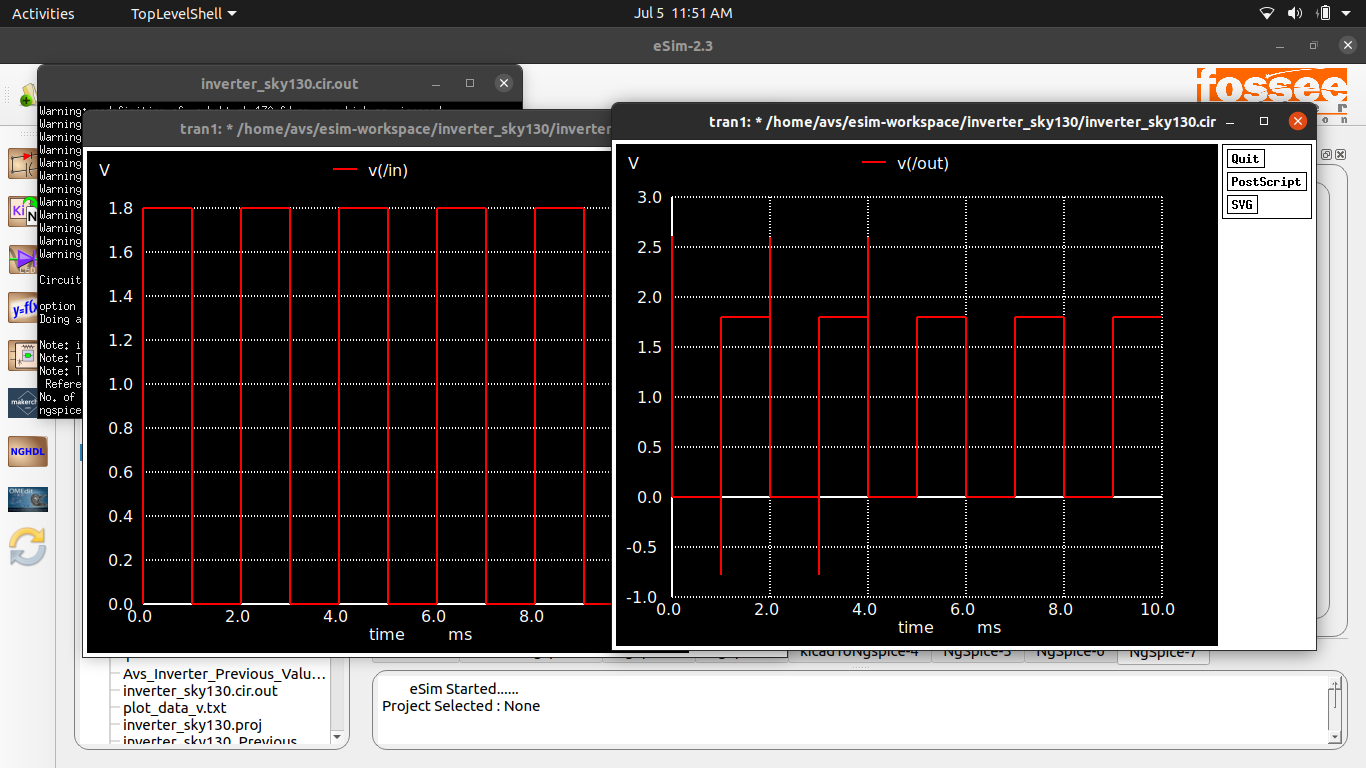 Activities
TopLevelShell
Jul 5 11:51 AM
eSim-2.3
inverter_sky130.cir.out
fossee
Warning:
Warning
Warning
Warning
Warning
Warning
Warning
Warning
Warning
Warning
Warning
Warning
Circuit
option
Doing a
Note: i
Note: T
Note: T
Refere
No. of
ngspice
tran1: * /home/avs/esim-workspace/inverter_sky130/inverter
V
v(/in)
1.8
1.6
1.4
1.2
1.0
0.8
0.6
0.4
0.2
0.0
0.0 2.0 4.0 6.0 8.0
time ms
tran1: * /home/avs/esim-workspace/inverter_sky130/inverter_sky130.cir
V
v(/out)
3.0
2.5
2.0
1.5
1.0
0.5
0.0
-0.5
-1.0
0.0 2.0 4.0 6.0 8.0 10.0
time ms
Quit
PostScript
SVG
Ki
N
y=f(x
makerch
NGHDL
OMEdit
KicadToNgspice-4
NgSpice-5
NgSpice-6
NgSpice-7
Avs_Inverter_Previous_Valu...
inverter_sky130.cir.out
plot_data_v.txt
inverter_sky130.proj
inverter_sky130_Previous
eSim Started......
Project Selected : None